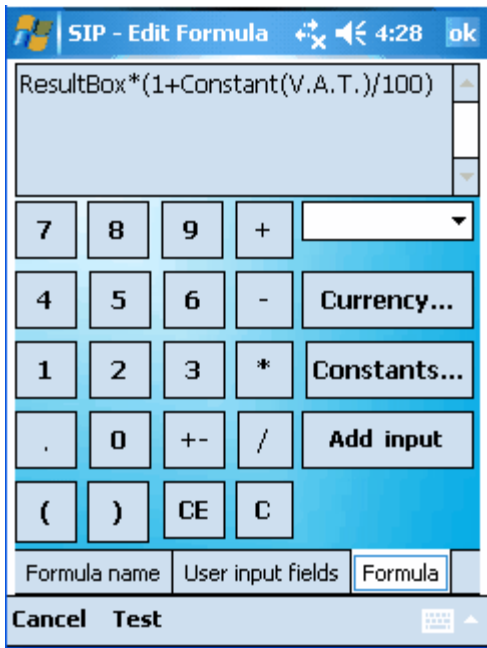 SIP - Edit Formula 4:28 ok
ResultBox*(1+Constant(V.A.T.)/100)
7 8 9 +
4 5 6 - Currency...
1 2 3 * Constants...
. 0 +- / Add input
( ) CE C
Formula name User input fields Formula
Cancel Test